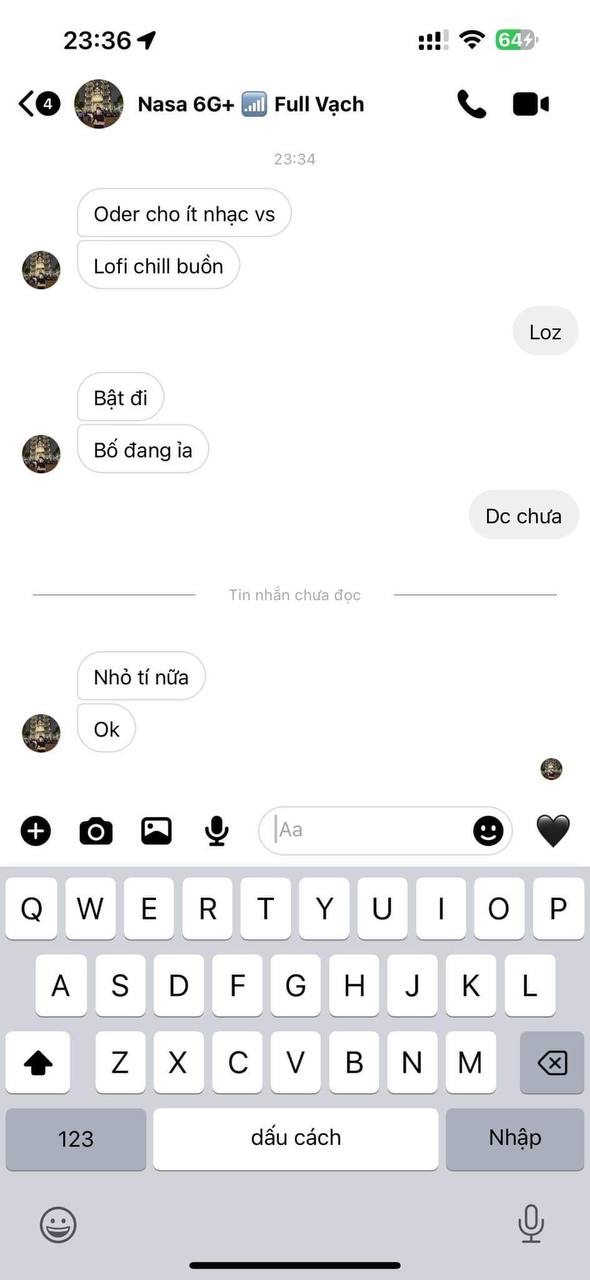 23:36
64
4
Nasa 6G+ 📶 Full Vạch
23:34
Oder cho ít nhạc vs
Lofi chill buồn
Loz
Bật đi
Bố đang ỉa
Dc chưa
Tin nhắn chưa đọc
Nhỏ tí nữa
Ok
Aa
Q W E R T Y U I O P
A S D F G H J K L
Z X C V B N M
123 dấu cách Nhập